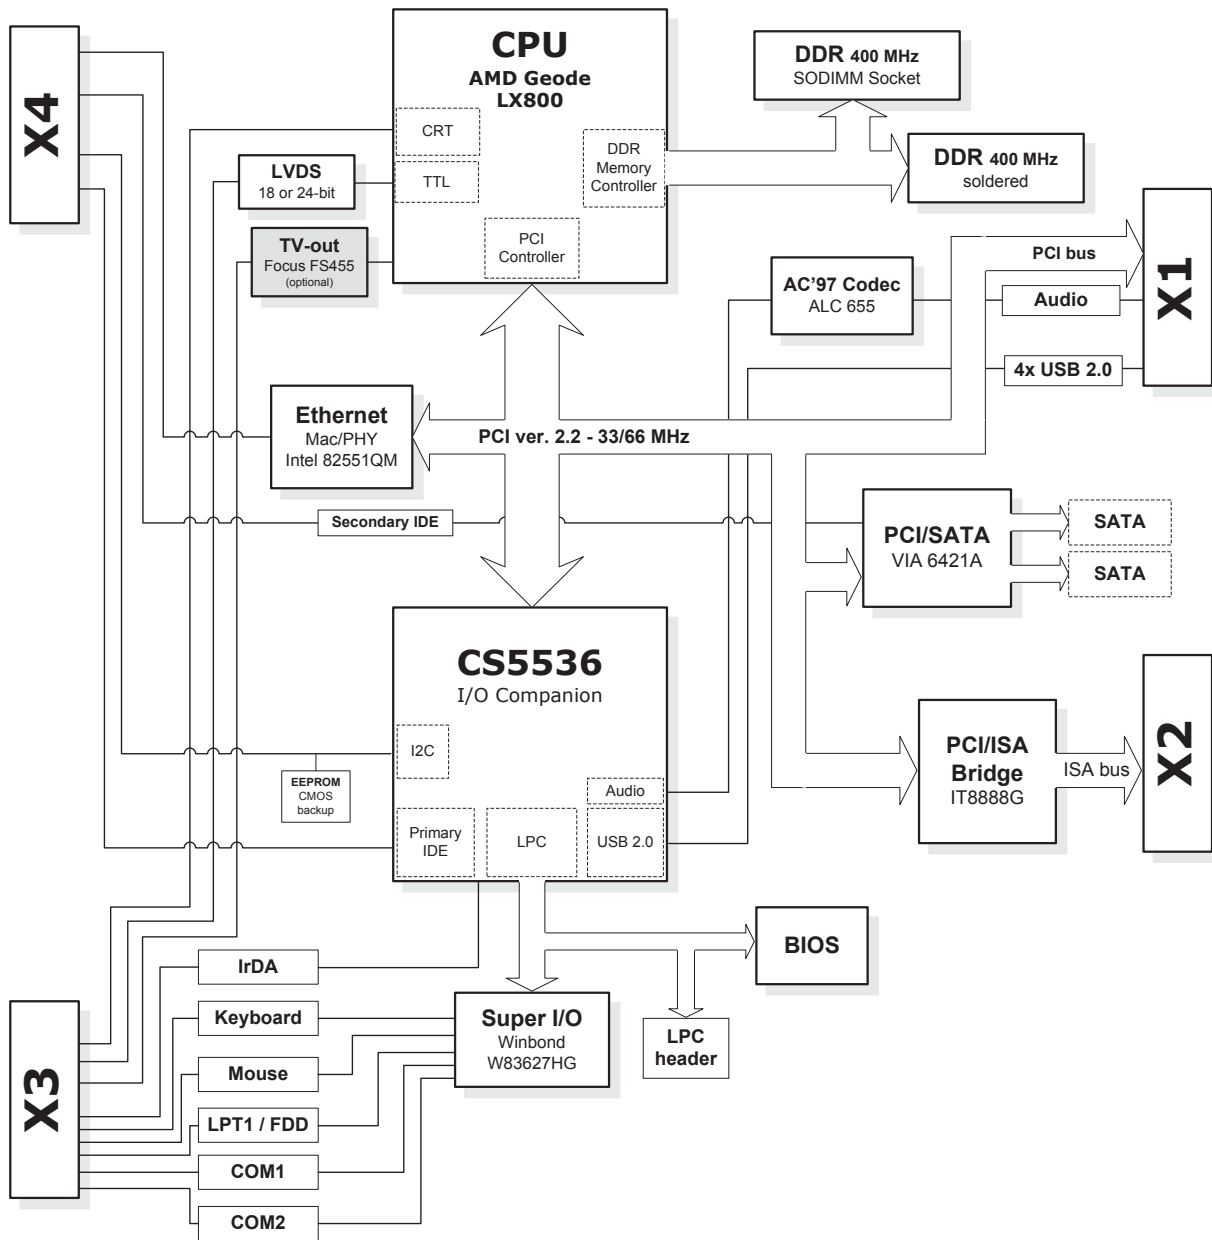 X4
CPU
AMD Geode
LX800
CRT
TTL
DDR
Memory
Controller
PCI
Controller
DDR 400 MHz
SODIMM Socket
DDR 400 MHz
soldered
LVDS
18 or 24-bit
TV-out
Focus FS455
(optional)
AC'97 Codec
ALC 655
PCI bus
Audio
4x USB 2.0
X1
Ethernet
Mac/PHY
Intel 82551QM
PCI ver. 2.2 - 33/66 MHz
Secondary IDE
PCI/SATA
VIA 6421A
SATA
SATA
CS5536
I/O Companion
I2C
EEPROM
CMOS
backup
Audio
Primary
IDE
LPC
USB 2.0
PCI/ISA
Bridge
IT8888G
ISA bus
X2
BIOS
IrDA
Keyboard
Mouse
LPT1 / FDD
COM1
COM2
Super I/O
Winbond
W83627HG
LPC
header
X3